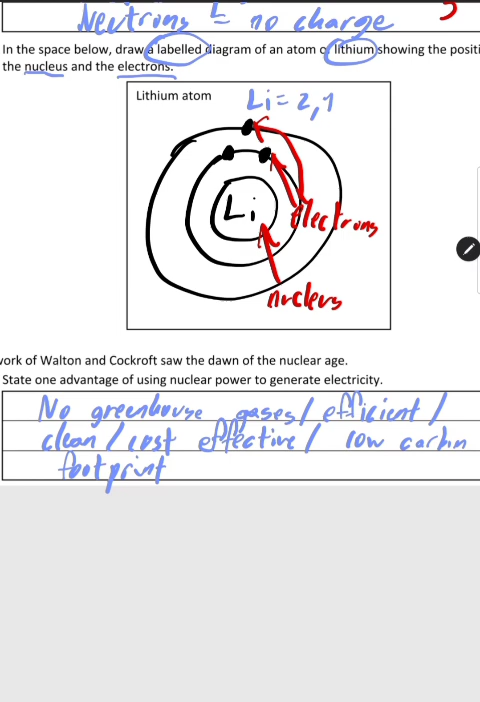 Neutrons = no charge
In the space below, draw a labelled diagram of an atom of lithium showing the positi
the nucleus and the electrons.
Lithium atom
Li = 2,1
Li
electrons
nucleus
work of Walton and Cockroft saw the dawn of the nuclear age.
State one advantage of using nuclear power to generate electricity.
No greenhouse gases / efficient /
clean / cost effective / low carbon
footprint